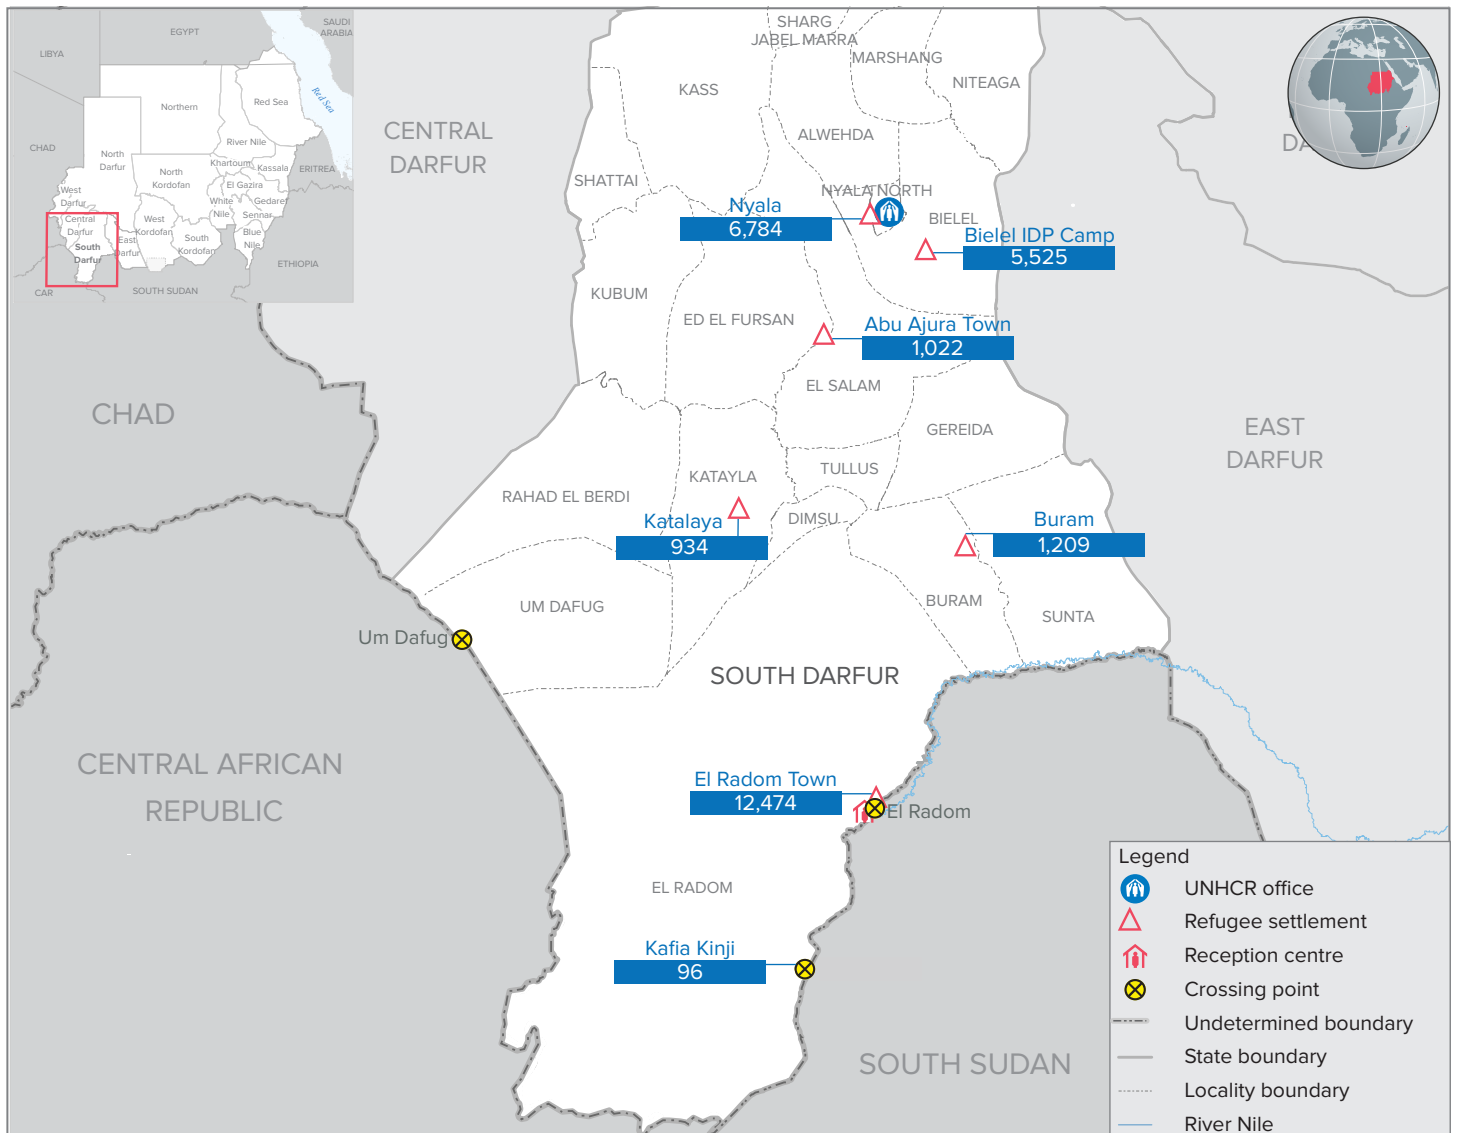 SAUDI
ARABIA
EGYPT
LIBYA
Red Sea
Northern
Red Sea
River Nile
CHAD
North
Darfur
Khartoum
Kassala
ERITREA
North
Kordofan
El Gazira
West
Darfur
White
Nile
Gedaref
Sennar
Central
Darfur
West
Kordofan
Blue
Nile
East
Darfur
South
Kordofan
South
Darfur
ETHIOPIA
CAR
SOUTH SUDAN
SHARG
JABEL MARRA
MARSHANG
NITEAGA
KASS
CENTRAL
DARFUR
ALWEHDA
DA
SHATTAI
NYALA NORTH
Nyala
6,784
BIELEL
Bielel IDP Camp
5,525
KUBUM
ED EL FURSAN
Abu Ajura Town
1,022
EL SALAM
CHAD
GEREIDA
EAST
DARFUR
TULLUS
KATAYLA
RAHAD EL BERDI
DIMSU
Katalaya
934
Buram
1,209
UM DAFUG
BURAM
SUNTA
Um Dafug
SOUTH DARFUR
CENTRAL AFRICAN
REPUBLIC
El Radom Town
12,474
El Radom
EL RADOM
Kafia Kinji
96
SOUTH SUDAN
Legend
UNHCR office
Refugee settlement
Reception centre
Crossing point
Undetermined boundary
State boundary
Locality boundary
River Nile